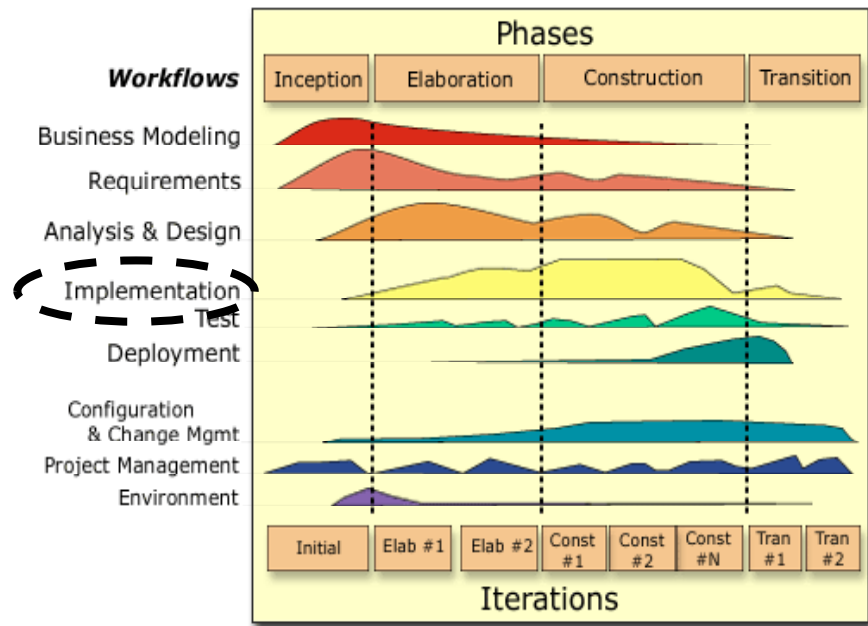 Phases
Workflows Inception Elaboration Construction Transition
Business Modeling
Requirements
Analysis & Design
Implementation
Test
Deployment
Configuration
& Change Mgmt
Project Management
Environment
Initial Elab #1 Elab #2 Const #1 Const #2 Const #N Tran #1 Tran #2
Iterations